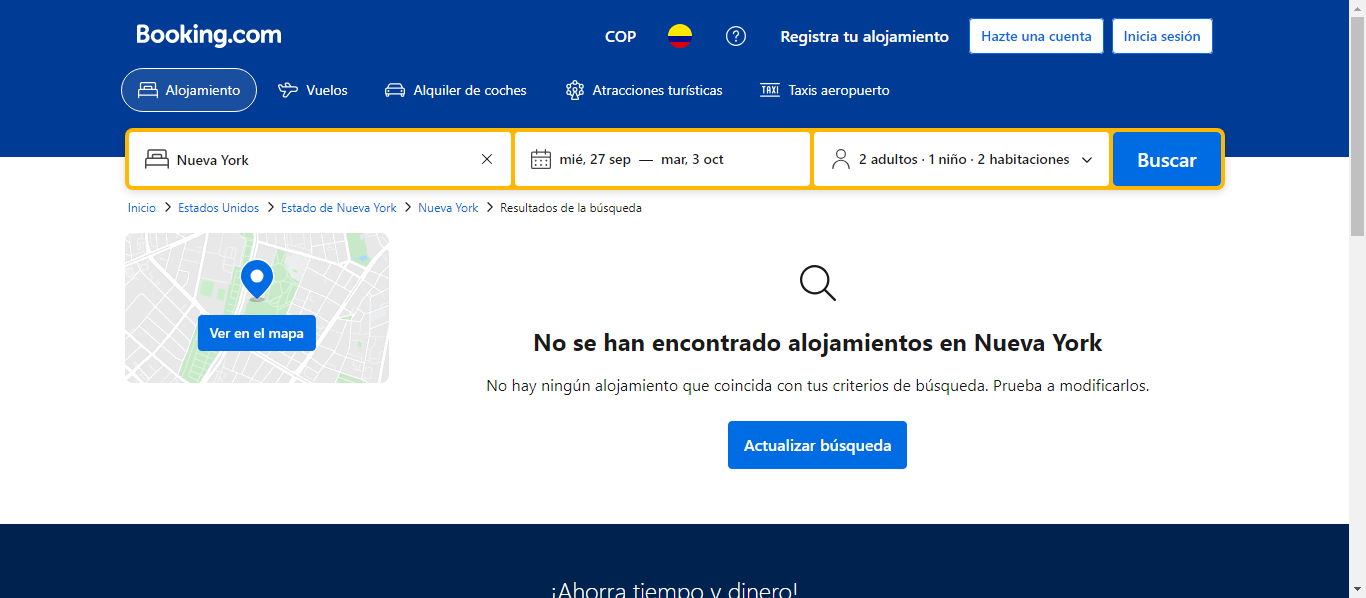 Booking.com
COP
Registra tu alojamiento
Hazte una cuenta
Inicia sesión
Alojamiento
Vuelos
Alquiler de coches
Atracciones turísticas
TAXI
Taxis aeropuerto
Nueva York
mié, 27 sep — mar, 3 oct
2 adultos · 1 niño · 2 habitaciones
Buscar
Inicio > Estados Unidos > Estado de Nueva York > Nueva York > Resultados de la búsqueda
Ver en el mapa
No se han encontrado alojamientos en Nueva York
No hay ningún alojamiento que coincida con tus criterios de búsqueda. Prueba a modificarlos.
Actualizar búsqueda
¡Ahorra tiempo y dinero!